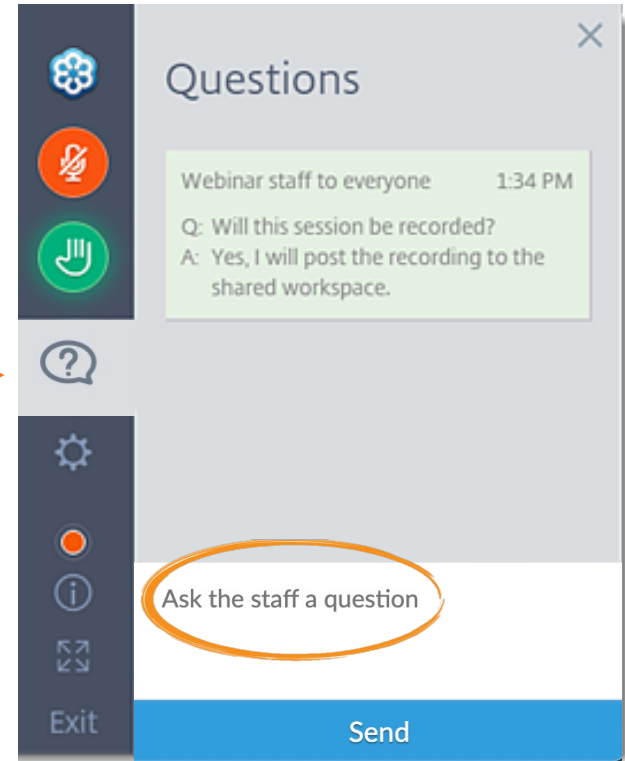 Questions
Webinar staff to everyone 1:34 PM
Q: Will this session be recorded?
A: Yes, I will post the recording to the
shared workspace.
Ask the staff a question
Send
Exit